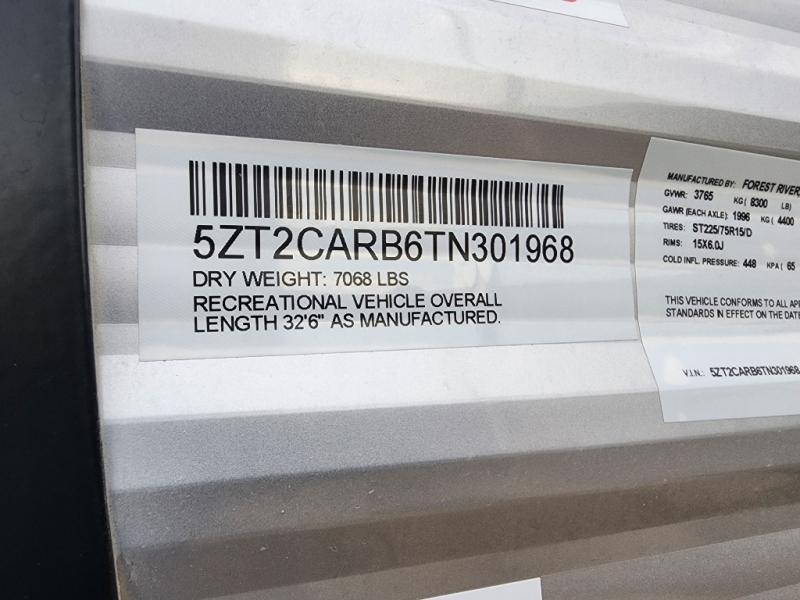 5ZT2CARB6TN301968
DRY WEIGHT: 7068 LBS
RECREATIONAL VEHICLE OVERALL
LENGTH 32'6" AS MANUFACTURED.
MANUFACTURED BY: FOREST RIVER
GVWR: 3765 KG( 8300 LB)
GAWR (EACH AXLE): 1996 KG( 4400
TIRES: ST225/75R15/D
RIMS: 15X6.0J
COLD INFL. PRESSURE: 448 KPA( 65
THIS VEHICLE CONFORMS TO ALL
STANDARDS IN EFFECT ON THE DATE
V.I.N.: 5ZT2CARB6TN301968